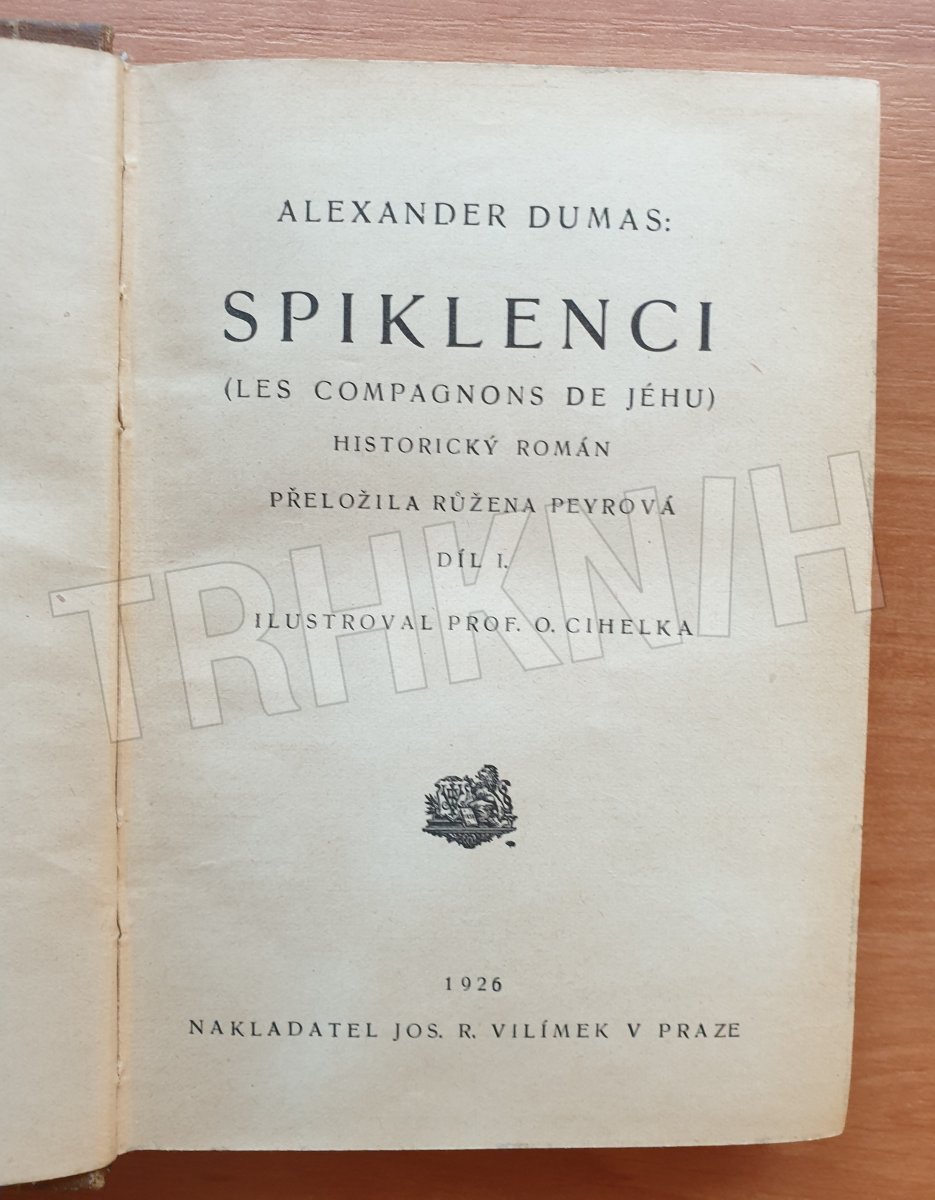 ALEXANDER DUMAS:
SPIKLENCI
(LES COMPAGNONS DE JÉHU)
HISTORICKÝ ROMÁN
PŘELOŽILA RŮŽENA PEYROVÁ
DÍL I.
ILUSTROVAL PROF. O. CIHELKA
TRHKNIH
1926
NAKLADATEL JOS. R. VILÍMEK V PRAZE